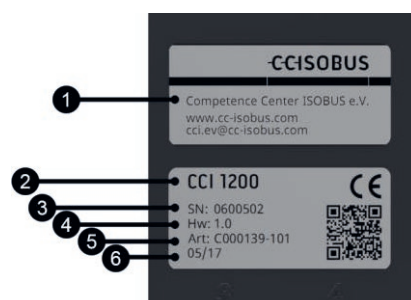 CCISOBUS
1
Competence Center ISOBUS e.V.
www.cc-isobus.com
cci.ev@cc-isobus.com
2
CCI 1200
CE
3
SN: 0600502
4
Hw: 1.0
5
Art: C000139-101
6
05/17